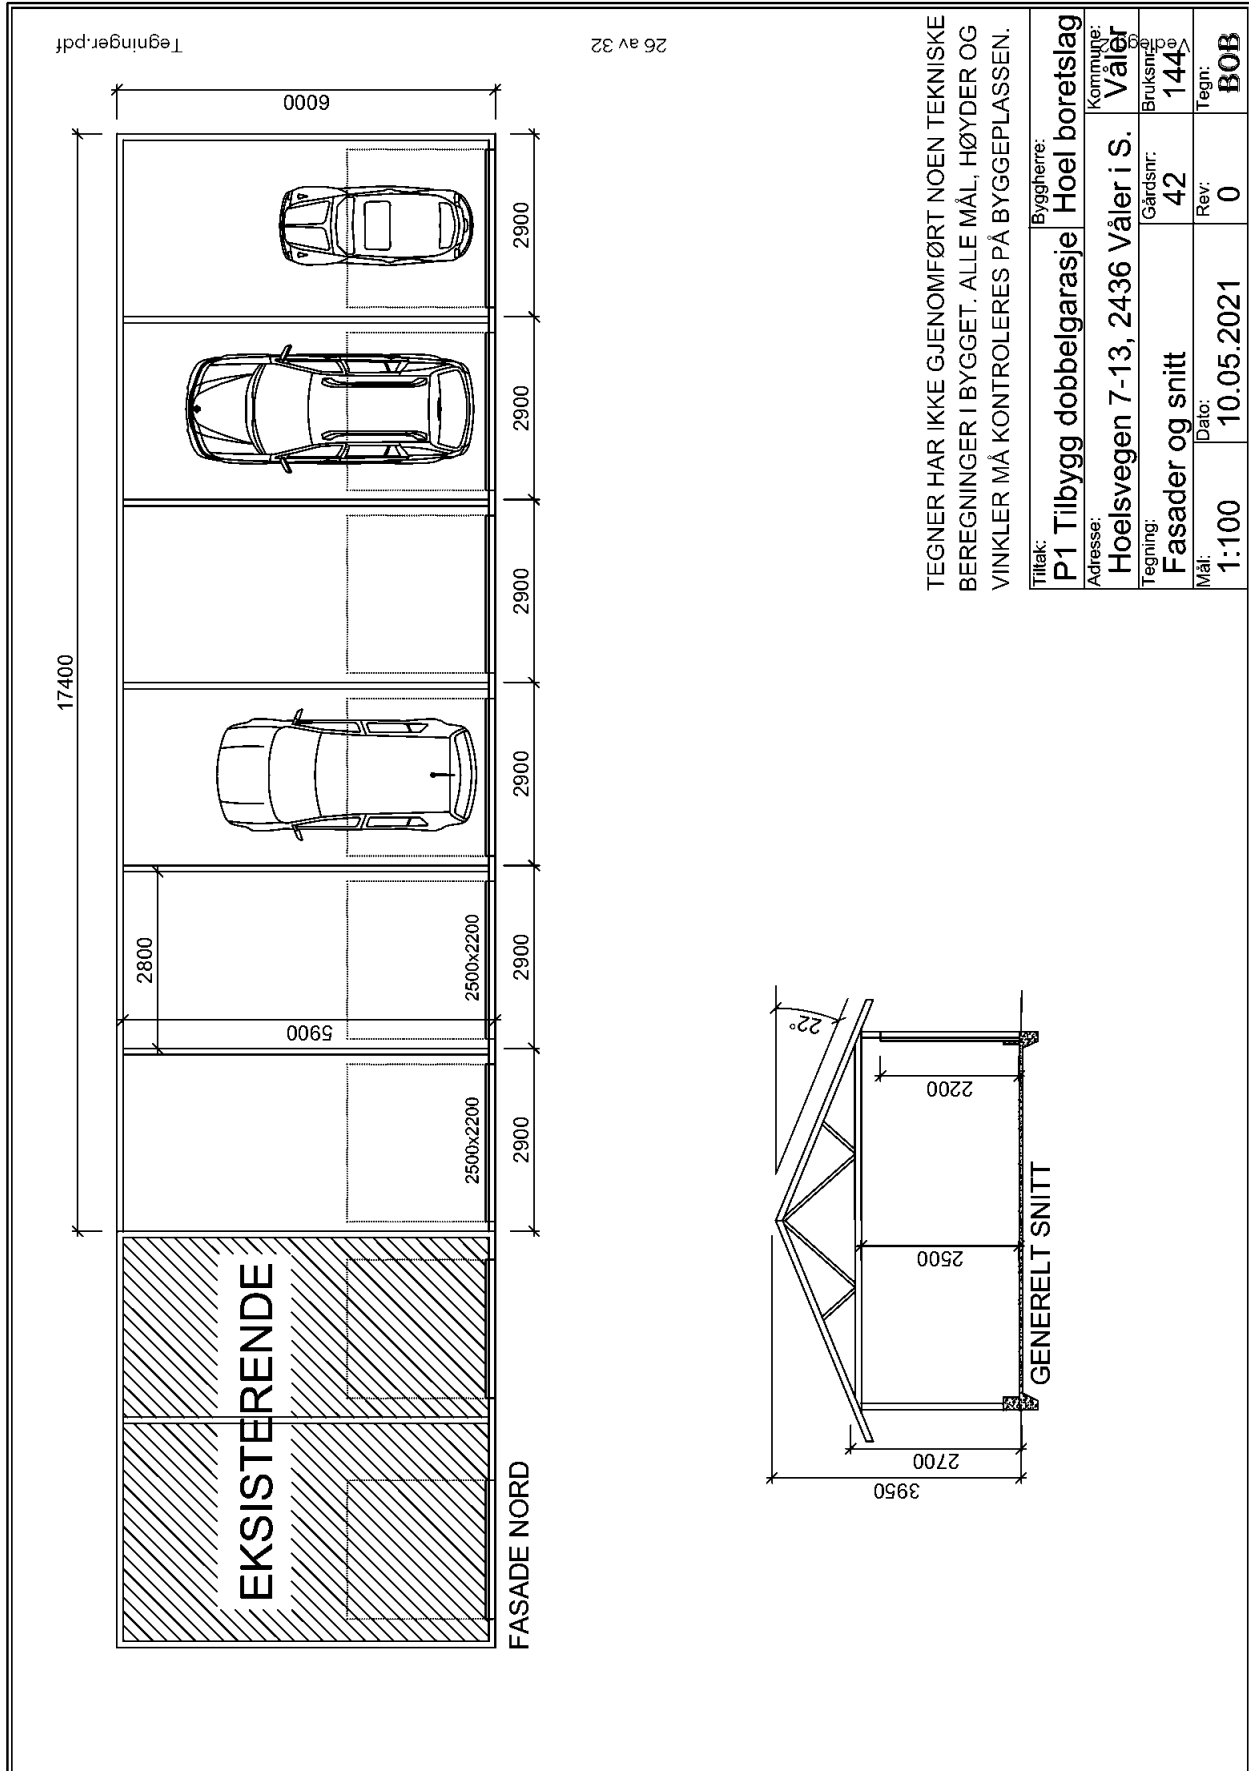 Tegninger.pdf
26 av 32
Vedlegg 2
17400
6000
EKSISTERENDE
2800
5900
2500x2200
2500x2200
2900
2900
2900
2900
2900
2900
FASADE NORD
22°
3950
2700
2500
2200
GENERELT SNITT
TEGNER HAR IKKE GJENOMFØRT NOEN TEKNISKE
BEREGNINGER I BYGGET. ALLE MÅL, HØYDER OG
VINKLER MÅ KONTROLERES PÅ BYGGEPLASSEN.
Tiltak:
P1 Tilbygg dobbelgarasje
Byggherre:
Hoel boretslag
Adresse:
Hoelsvegen 7-13, 2436 Våler i S.
Kommune:
Våler
Tegning:
Fasader og snitt
Gårdsnr:
42
Bruksnr:
144
Mål:
1:100
Dato:
10.05.2021
Rev:
0
Tegn:
BOB